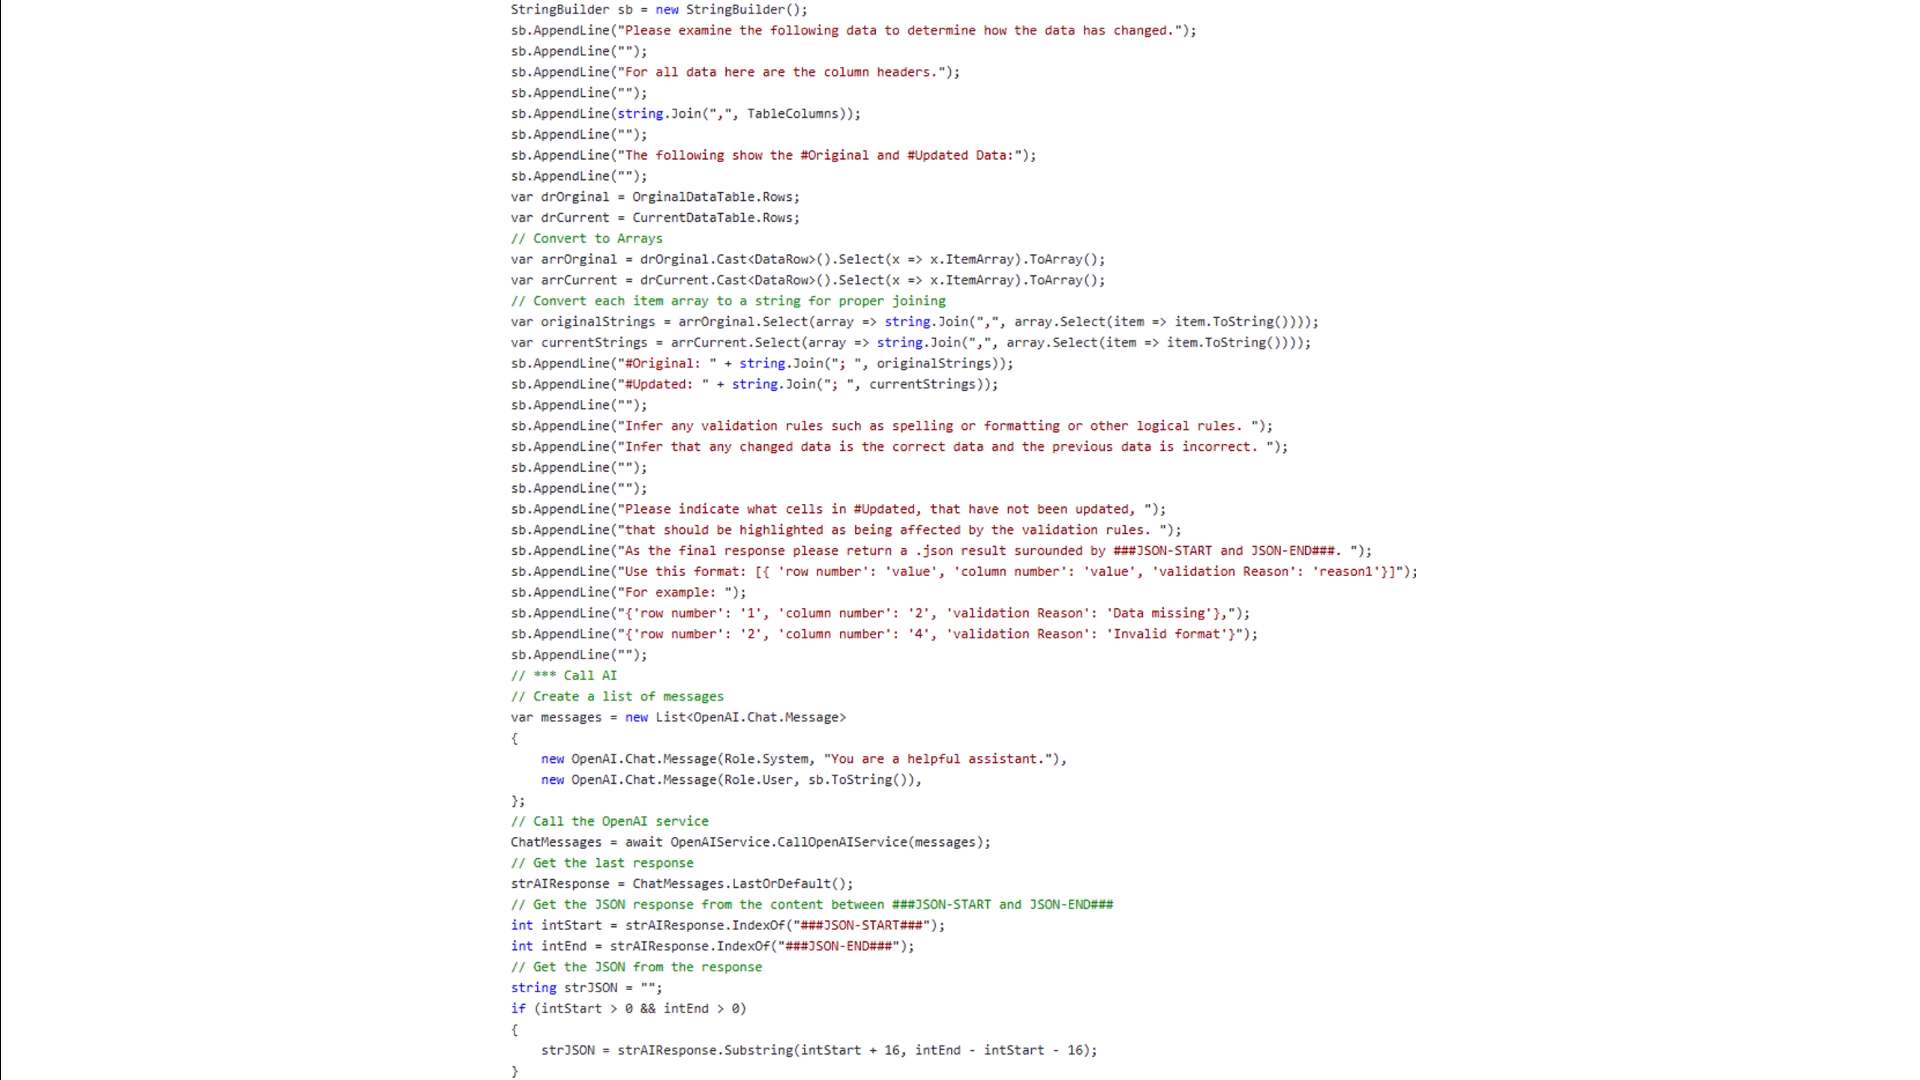 StringBuilder sb = new StringBuilder();
sb.AppendLine("Please examine the following data to determine how the data has changed.");
sb.AppendLine("");
sb.AppendLine("For all data here are the column headers.");
sb.AppendLine("");
sb.AppendLine(string.Join(",", TableColumns));
sb.AppendLine("");
sb.AppendLine("The following show the #Original and #Updated Data:");
sb.AppendLine("");
var drOrginal = OrginalDataTable.Rows;
var drCurrent = CurrentDataTable.Rows;
// Convert to Arrays
var arrOrginal = drOrginal.Cast<DataRow>().Select(x => x.ItemArray).ToArray();
var arrCurrent = drCurrent.Cast<DataRow>().Select(x => x.ItemArray).ToArray();
// Convert each item array to a string for proper joining
var originalStrings = arrOrginal.Select(array => string.Join(",", array.Select(item => item.ToString())));
var currentStrings = arrCurrent.Select(array => string.Join(",", array.Select(item => item.ToString())));
sb.AppendLine("#Original: " + string.Join("; ", originalStrings));
sb.AppendLine("#Updated: " + string.Join("; ", currentStrings));
sb.AppendLine("");
sb.AppendLine("Infer any validation rules such as spelling or formatting or other logical rules. ");
sb.AppendLine("Infer that any changed data is the correct data and the previous data is incorrect. ");
sb.AppendLine("");
sb.AppendLine("");
sb.AppendLine("Please indicate what cells in #Updated, that have not been updated, ");
sb.AppendLine("that should be highlighted as being affected by the validation rules. ");
sb.AppendLine("As the final response please return a .json result surounded by ###JSON-START and JSON-END###. ");
sb.AppendLine("Use this format: [{ 'row number': 'value', 'column number': 'value', 'validation Reason': 'reason1'}]");
sb.AppendLine("For example: ");
sb.AppendLine("{'row number': '1', 'column number': '2', 'validation Reason': 'Data missing'},");
sb.AppendLine("{'row number': '2', 'column number': '4', 'validation Reason': 'Invalid format'}");
sb.AppendLine("");
// *** Call AI
// Create a list of messages
var messages = new List<OpenAI.Chat.Message>
{
    new OpenAI.Chat.Message(Role.System, "You are a helpful assistant."),
    new OpenAI.Chat.Message(Role.User, sb.ToString()),
};
// Call the OpenAI service
ChatMessages = await OpenAIService.CallOpenAIService(messages);
// Get the last response
strAIResponse = ChatMessages.LastOrDefault();
// Get the JSON response from the content between ###JSON-START and JSON-END###
int intStart = strAIResponse.IndexOf("###JSON-START###");
int intEnd = strAIResponse.IndexOf("###JSON-END###");
// Get the JSON from the response
string strJSON = "";
if (intStart > 0 && intEnd > 0)
{
    strJSON = strAIResponse.Substring(intStart + 16, intEnd - intStart - 16);
}